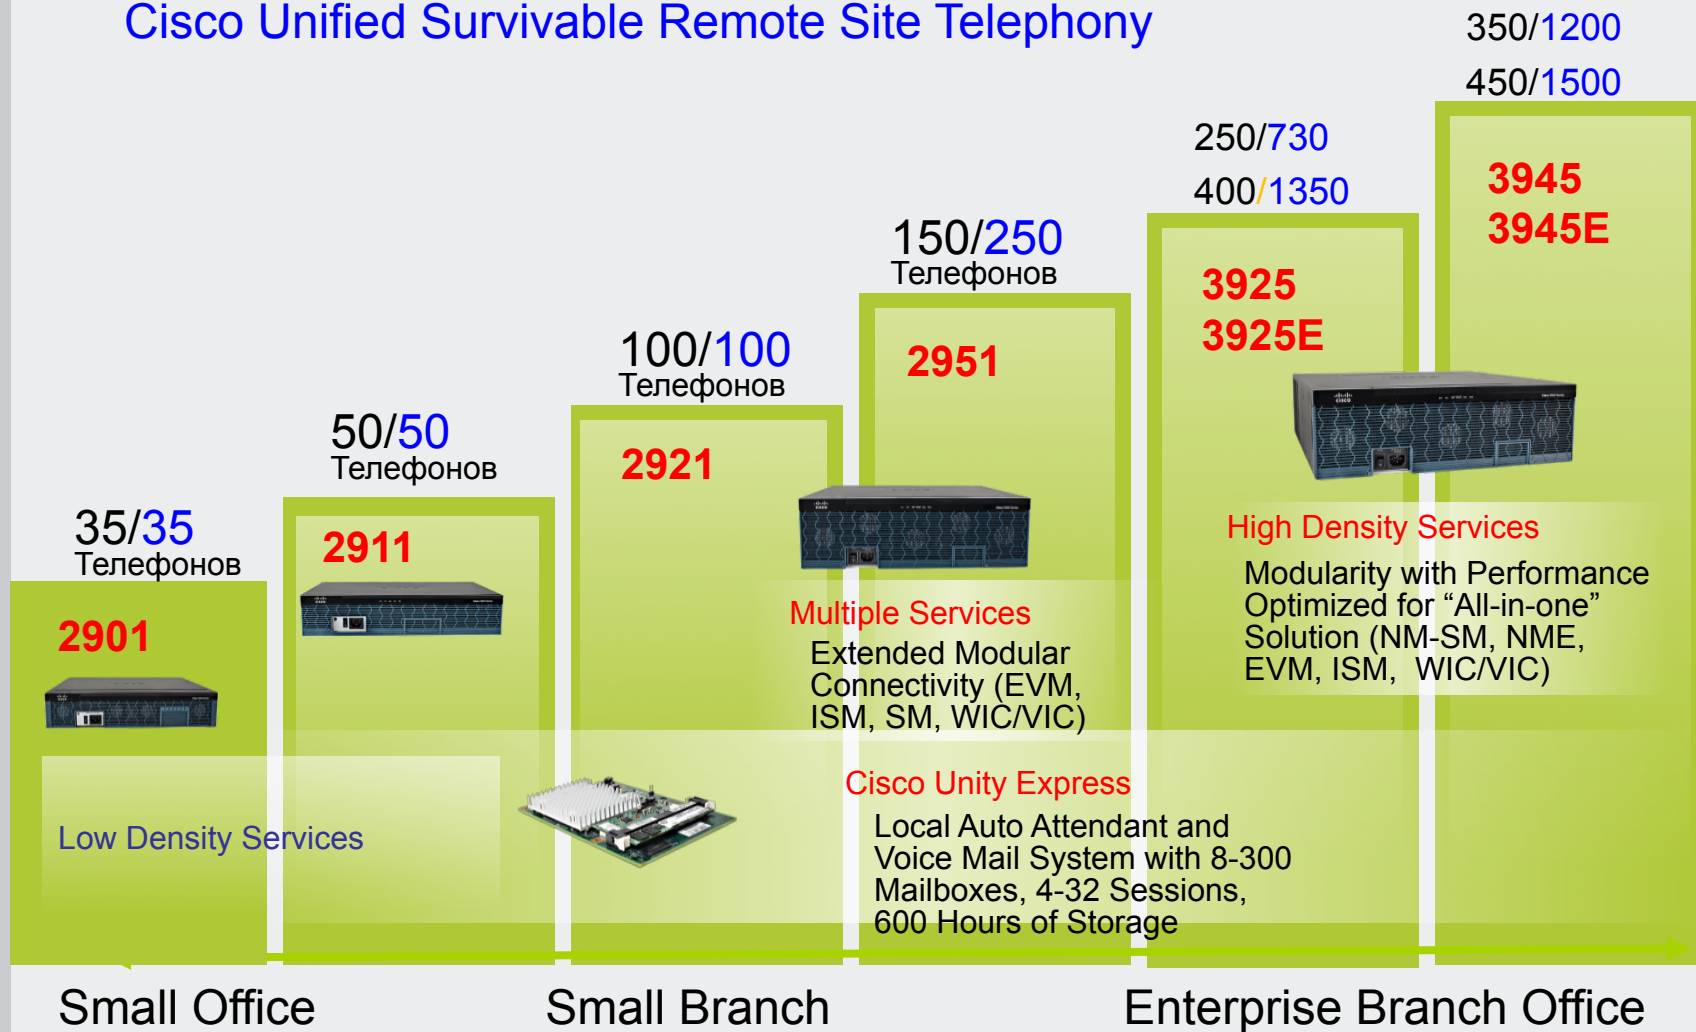 Cisco Unified Survivable Remote Site Telephony
350/1200
450/1500
250/730
400/1350
3945
3945E
150/250
Телефонов
3925
3925E
100/100
Телефонов
2951
50/50
Телефонов
2921
35/35
Телефонов
2911
2901
High Density Services
Modularity with Performance
Optimized for “All-in-one”
Solution (NM-SM, NME,
EVM, ISM, WIC/VIC)
Multiple Services
Extended Modular
Connectivity (EVM,
ISM, SM, WIC/VIC)
Cisco Unity Express
Local Auto Attendant and
Voice Mail System with 8-300
Mailboxes, 4-32 Sessions,
600 Hours of Storage
Low Density Services
Small Office
Small Branch
Enterprise Branch Office